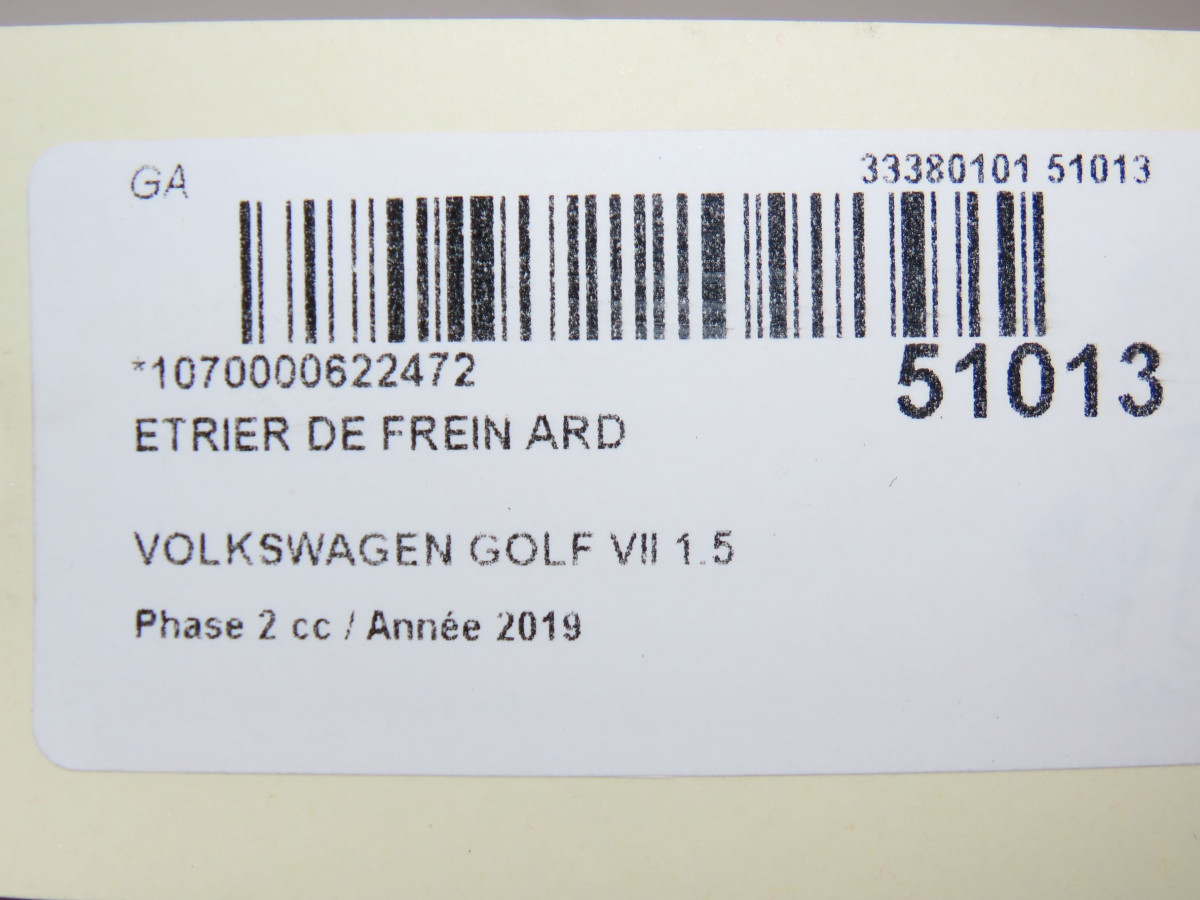 GA
33380101 51013
*1070000622472
51013
ETRIER DE FREIN ARD
VOLKSWAGEN GOLF VII 1.5
Phase 2 cc / Année 2019